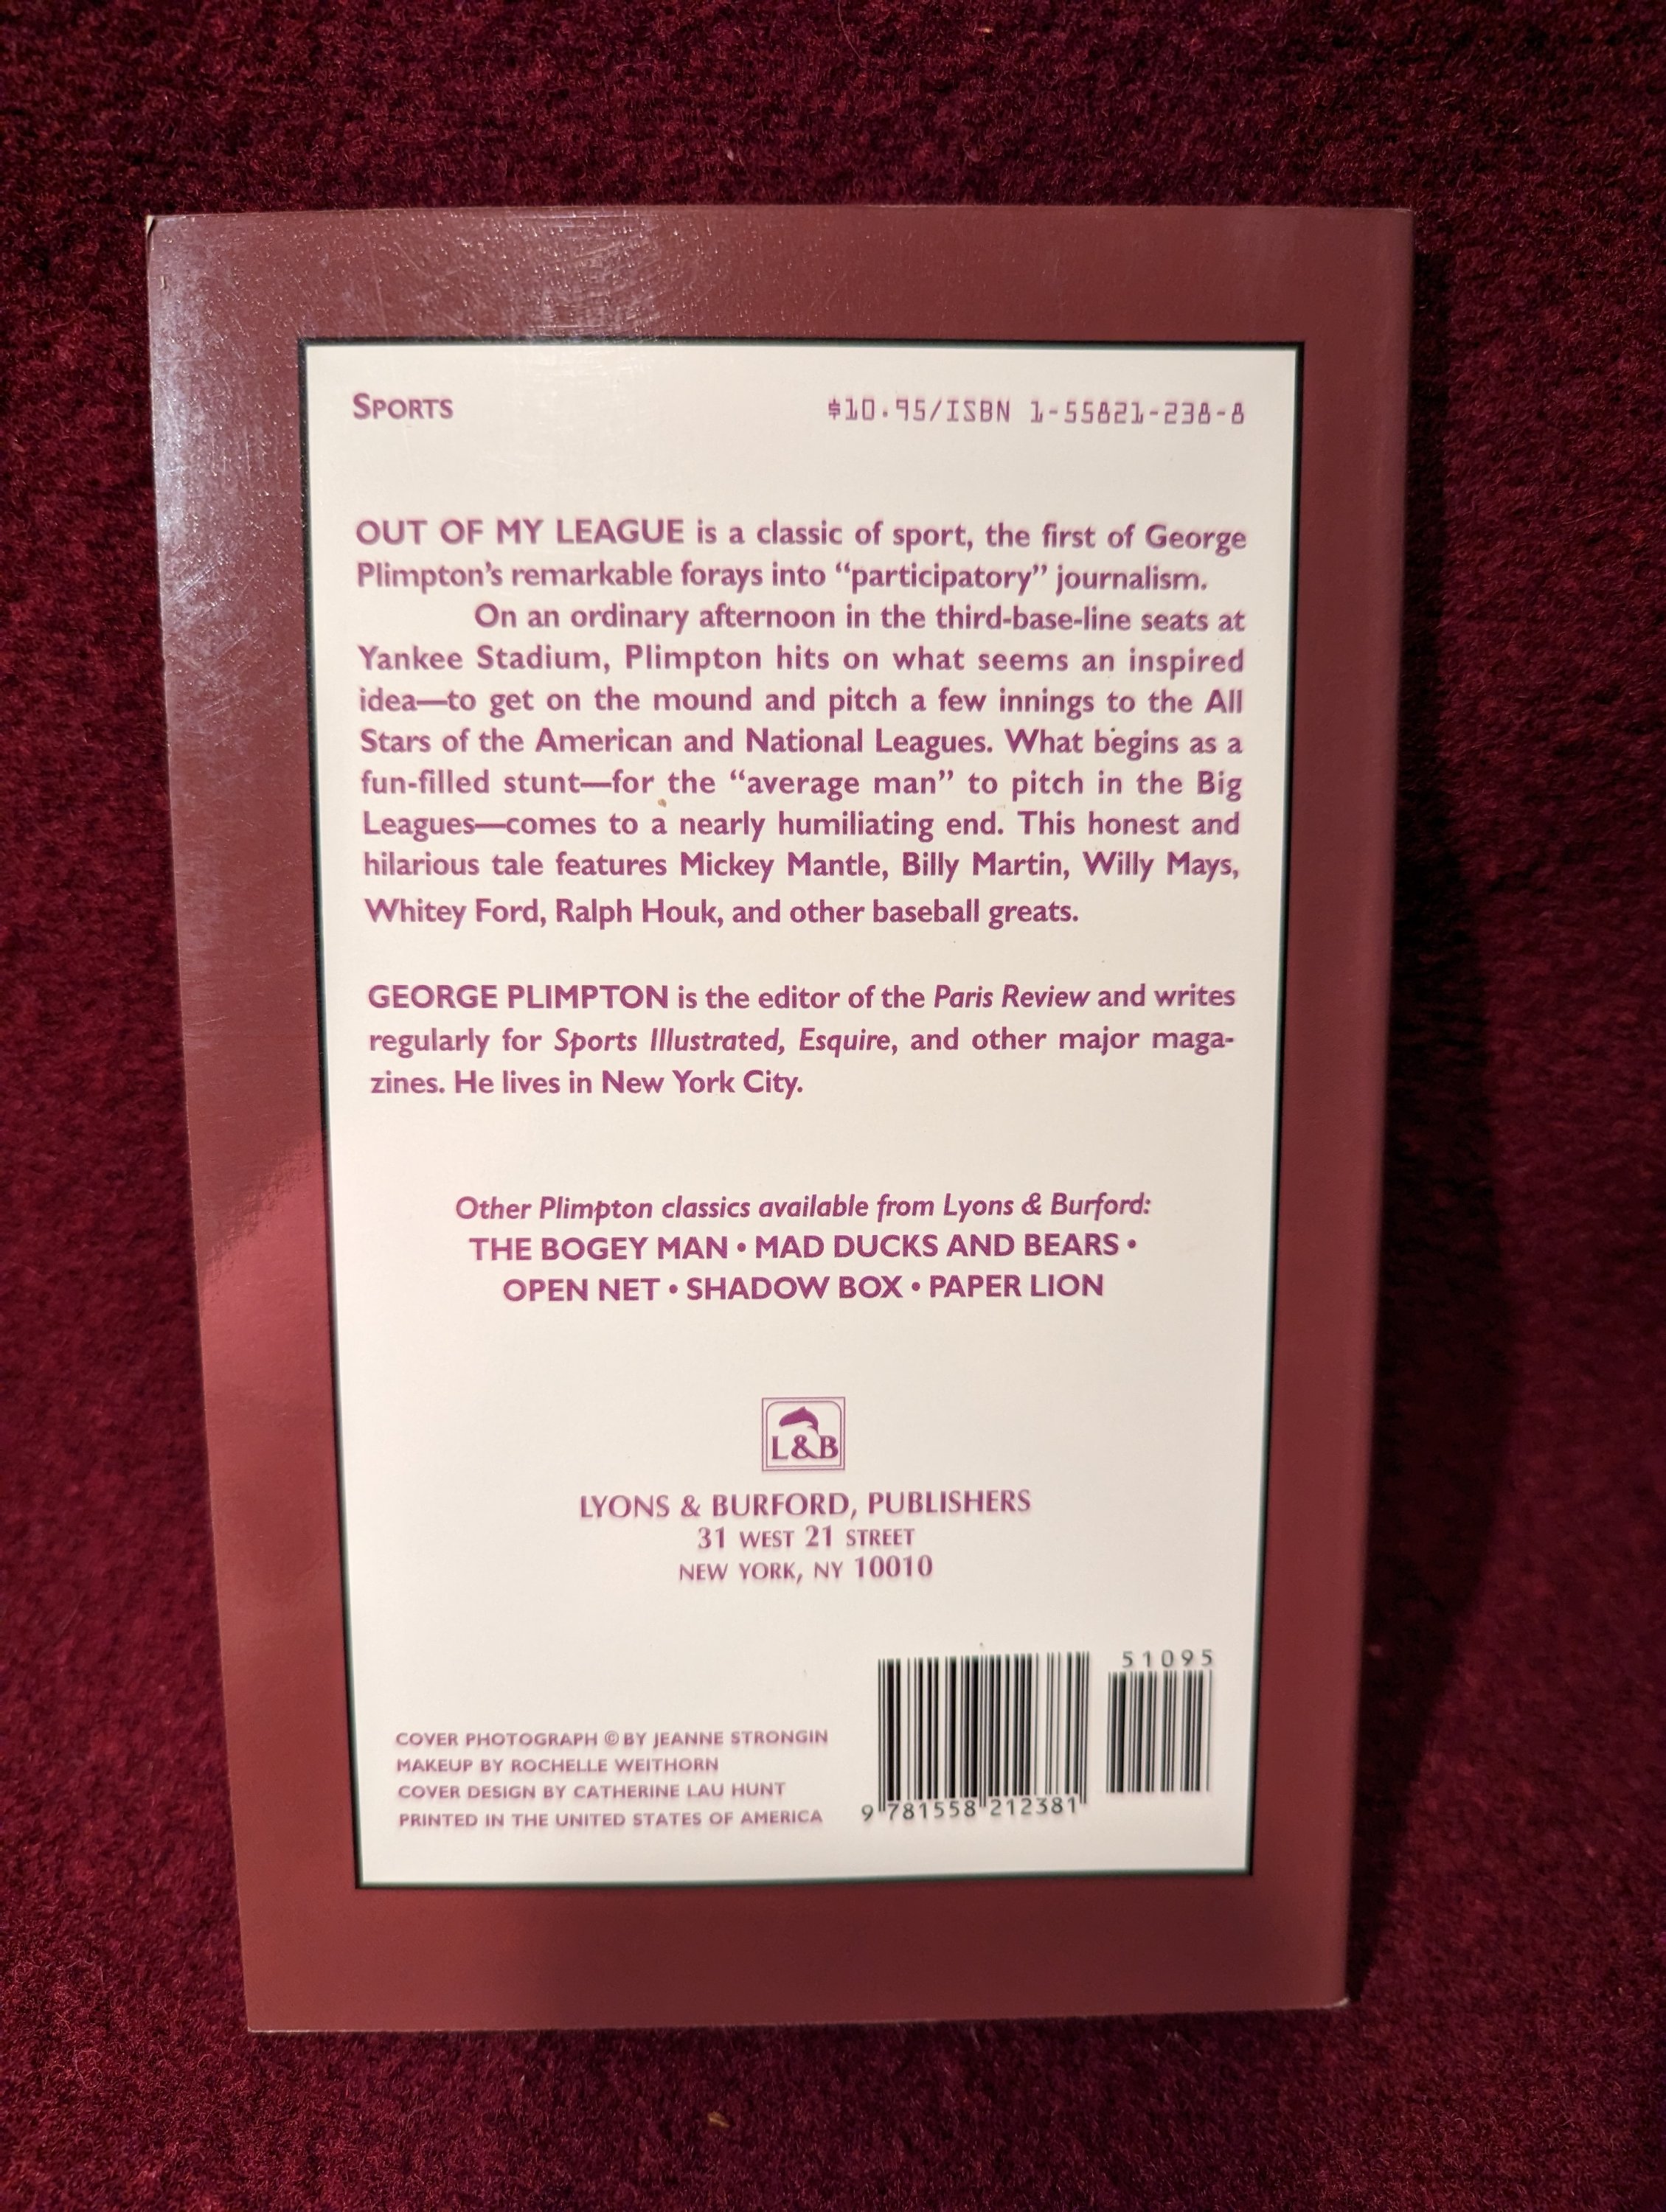 SPORTS
$10.95/ISBN 1-55821-238-8
OUT OF MY LEAGUE is a classic of sport, the first of George
Plimpton's remarkable forays into “participatory” journalism.
On an ordinary afternoon in the third-base-line seats at
Yankee Stadium, Plimpton hits on what seems an inspired
idea—to get on the mound and pitch a few innings to the All
Stars of the American and National Leagues. What begins as a
fun-filled stunt—for the “average man” to pitch in the Big
Leagues—comes to a nearly humiliating end. This honest and
hilarious tale features Mickey Mantle, Billy Martin, Willy Mays,
Whitey Ford, Ralph Houk, and other baseball greats.
GEORGE PLIMPTON is the editor of the Paris Review and writes
regularly for Sports Illustrated, Esquire, and other major maga-
zines. He lives in New York City.
Other Plimpton classics available from Lyons & Burford:
THE BOGEY MAN • MAD DUCKS AND BEARS •
OPEN NET • SHADOW BOX • PAPER LION
L&B
LYONS & BURFORD, PUBLISHERS
31 WEST 21 STREET
NEW YORK, NY 10010
COVER PHOTOGRAPH © BY JEANNE STRONGIN
MAKEUP BY ROCHELLE WEITHORN
COVER DESIGN BY CATHERINE LAU HUNT
PRINTED IN THE UNITED STATES OF AMERICA
51095
9 781558 212381